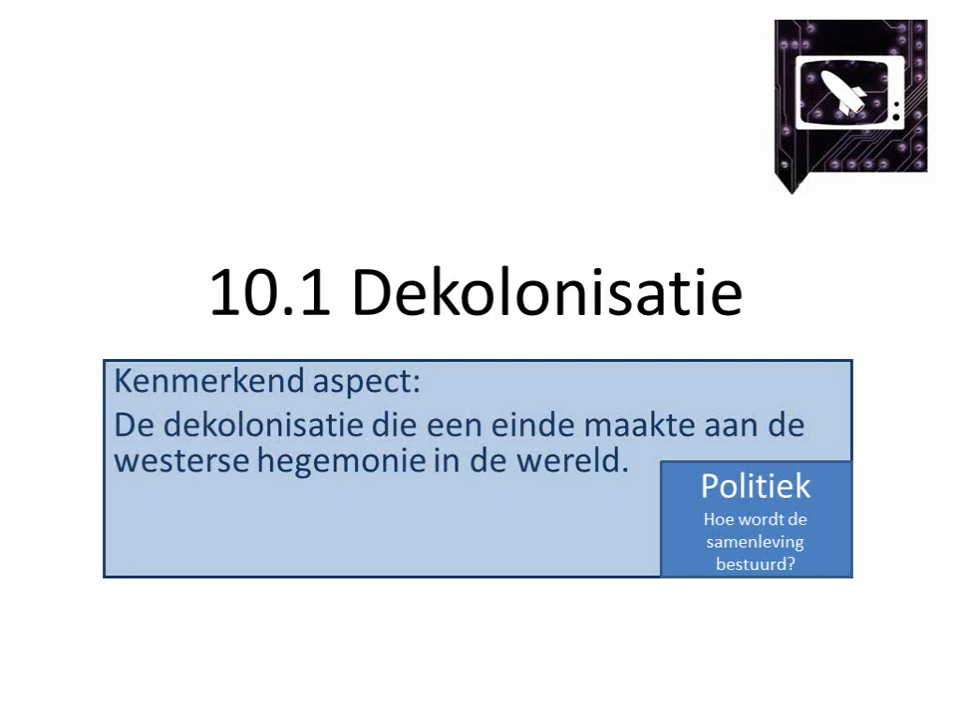 10.1 Dekolonisatie
Kenmerkend aspect:
De dekolonisatie die een einde maakte aan de
westerse hegemonie in de wereld.
Politiek
Hoe wordt de
samenleving
bestuurd?